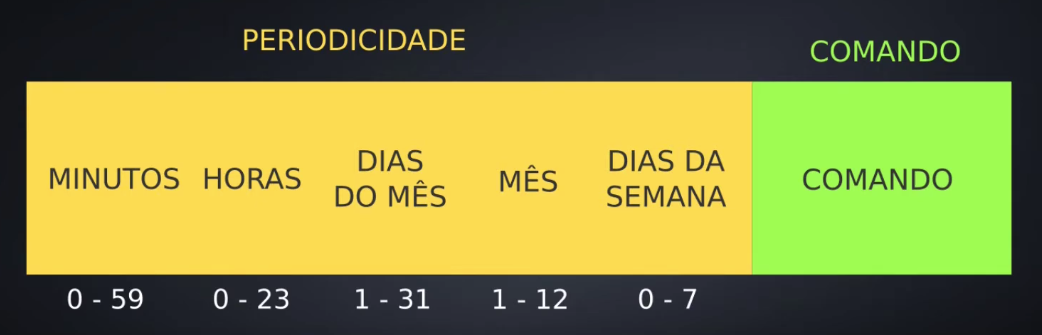 PERIODICIDADE
COMANDO
MINUTOS
HORAS
DIAS
DO MÊS
MÊS
DIAS DA
SEMANA
COMANDO
0 - 59
0 - 23
1 - 31
1 - 12
0 - 7